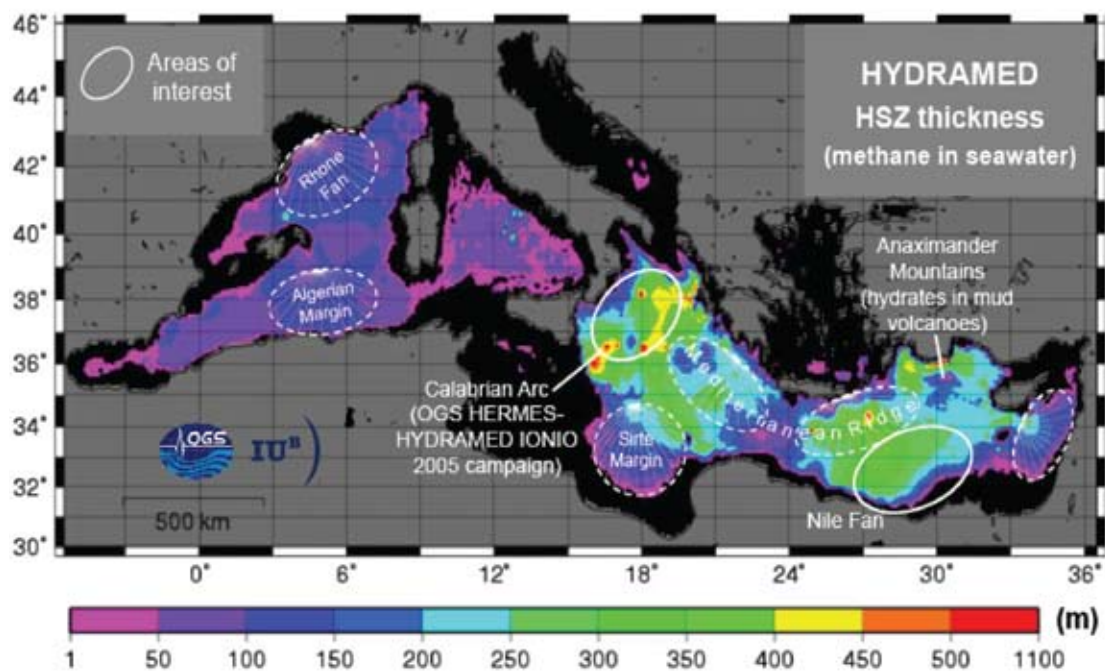 Areas of
interest
HYDRAMED
HSZ thickness
(methane in seawater)
Rhone
Fan
Algerian
Margin
Anaximander
Mountains
(hydrates in mud
volcanoes)
Calabrian Arc
(OGS HERMES-
HYDRAMED IONIO
2005 campaign)
Mediterranean Ridge
Sirte
Margin
Nile Fan
OGS
IUB
500 km
46°
44°
42°
40°
38°
36°
34°
32°
30°
0° 6° 12° 18° 24° 30° 36°
(m)
1 50 100 150 200 250 300 350 400 450 500 1100